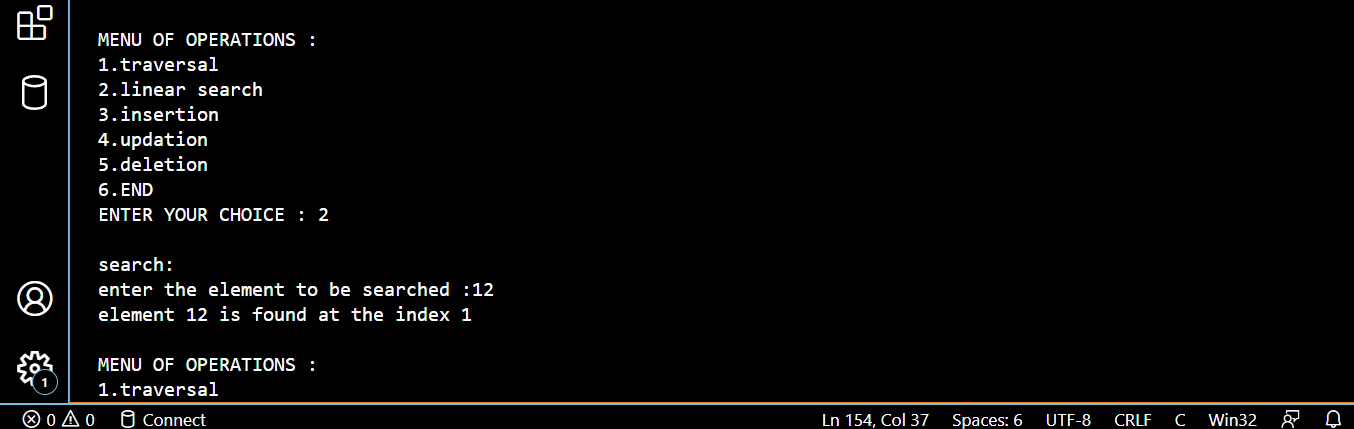 MENU OF OPERATIONS :
1.traversal
2.linear search
3.insertion
4.updation
5.deletion
6.END
ENTER YOUR CHOICE : 2
search:
enter the element to be searched :12
element 12 is found at the index 1
MENU OF OPERATIONS :
1.traversal
1
0 0 Connect Ln 154, Col 37 Spaces: 6 UTF-8 CRLF C Win32